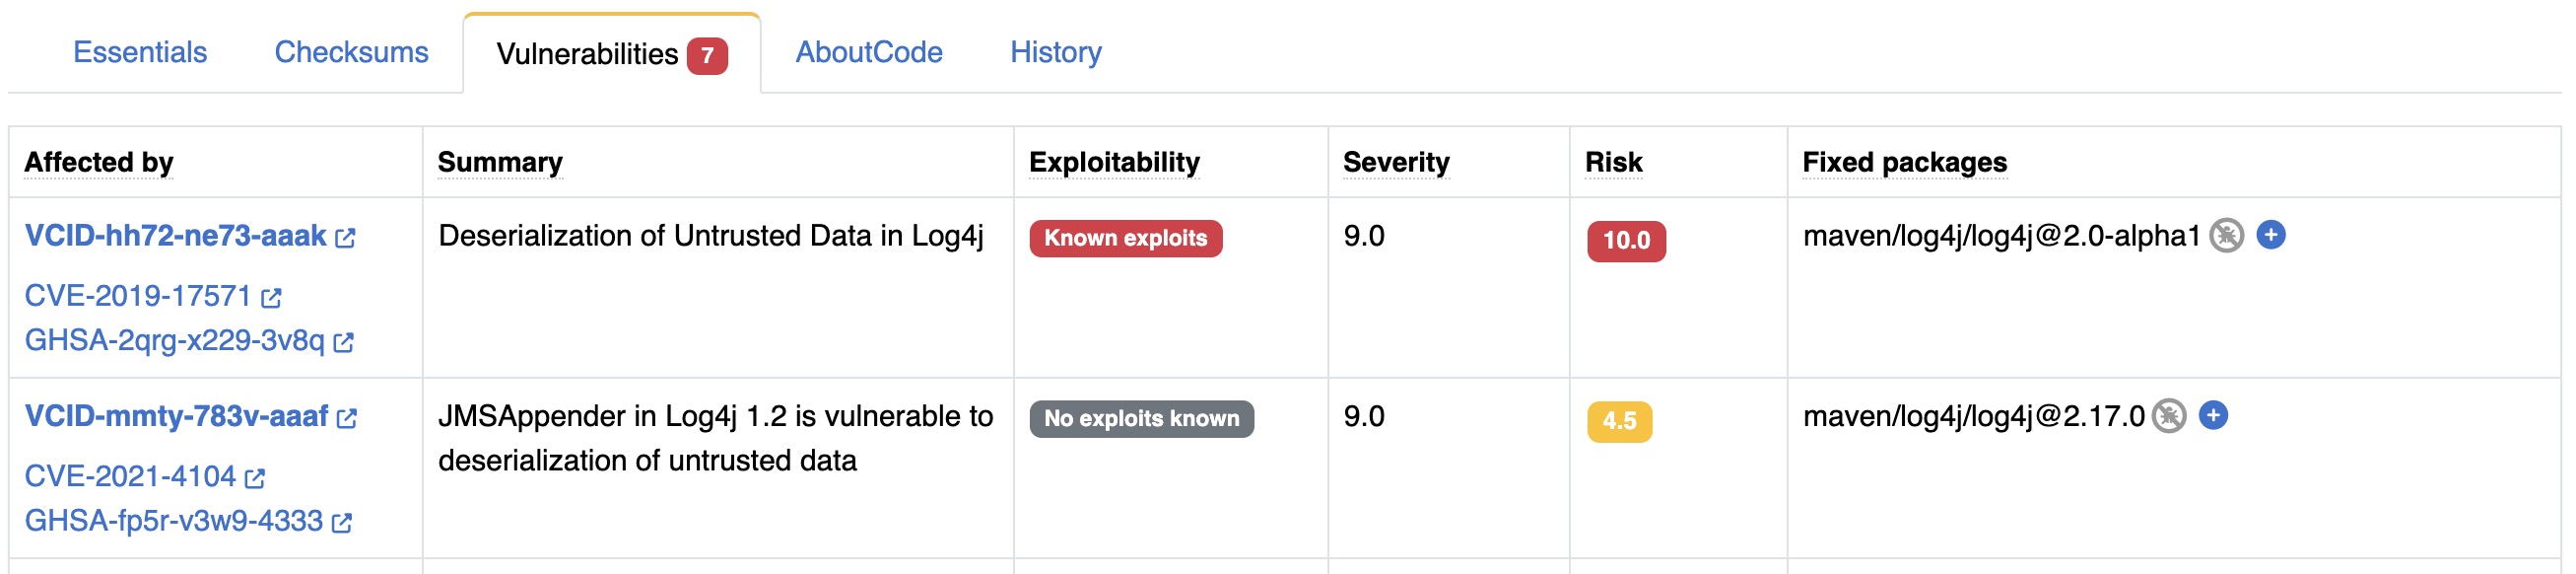 Essentials Checksums Vulnerabilities 7 AboutCode History
Affected by Summary Exploitability Severity Risk Fixed packages
VCID-hh72-ne73-aaak Deserialization of Untrusted Data in Log4j Known exploits 9.0 10.0 maven/log4j/log4j@2.0-alpha1
CVE-2019-17571
GHSA-2qrg-x229-3v8q
VCID-mmty-783v-aaaf JMSAppender in Log4j 1.2 is vulnerable to No exploits known 9.0 4.5 maven/log4j/log4j@2.17.0
deserialization of untrusted data
CVE-2021-4104
GHSA-fp5r-v3w9-4333